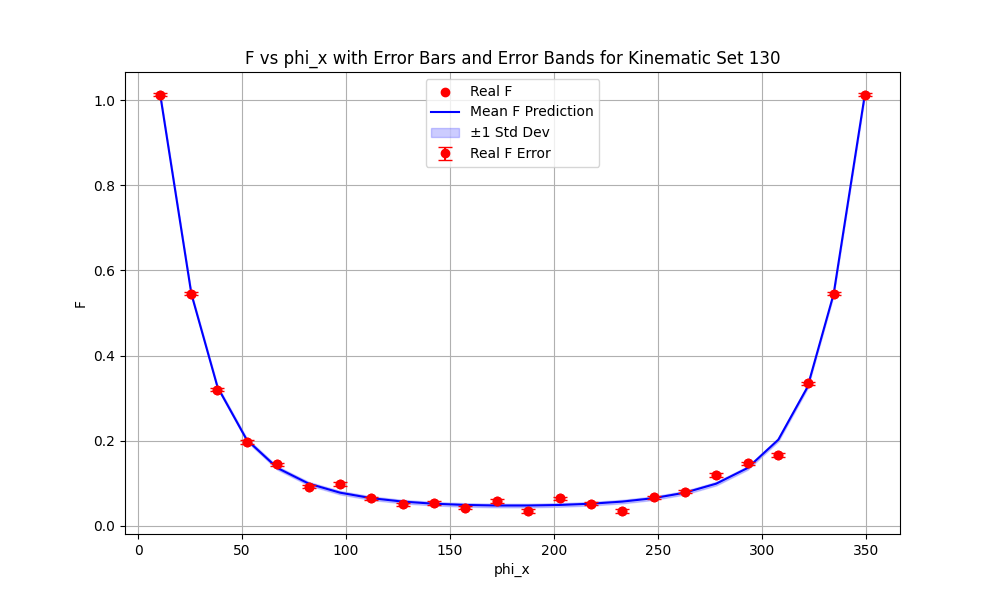 F vs phi_x with Error Bars and Error Bands for Kinematic Set 130
Real F
Mean F Prediction
±1 Std Dev
Real F Error
F
1.0
0.8
0.6
0.4
0.2
0.0
0 50 100 150 200 250 300 350
phi_x